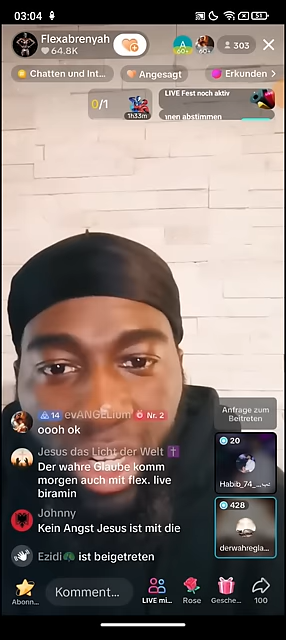 03:04
51
Flexabrenyah
64.8K
A
60+
60+
303
Chatten und Int...
Angesagt
Erkunden >
0/1
1h33m
LIVE Fest noch aktiv
nen abstimmen
14 evANGELium Nr. 2
oooh ok
Jesus das Licht der Welt
Der wahre Glaube komm
morgen auch mit flex. live
biramin
Johnny
Kein Angst Jesus ist mit die
Ezidi ist beigetreten
Anfrage zum
Beitreten
20
Habib_74_...
428
derwahregla...
Abonn...
Komment...
LIVE mi...
Rose
Gesche...
100